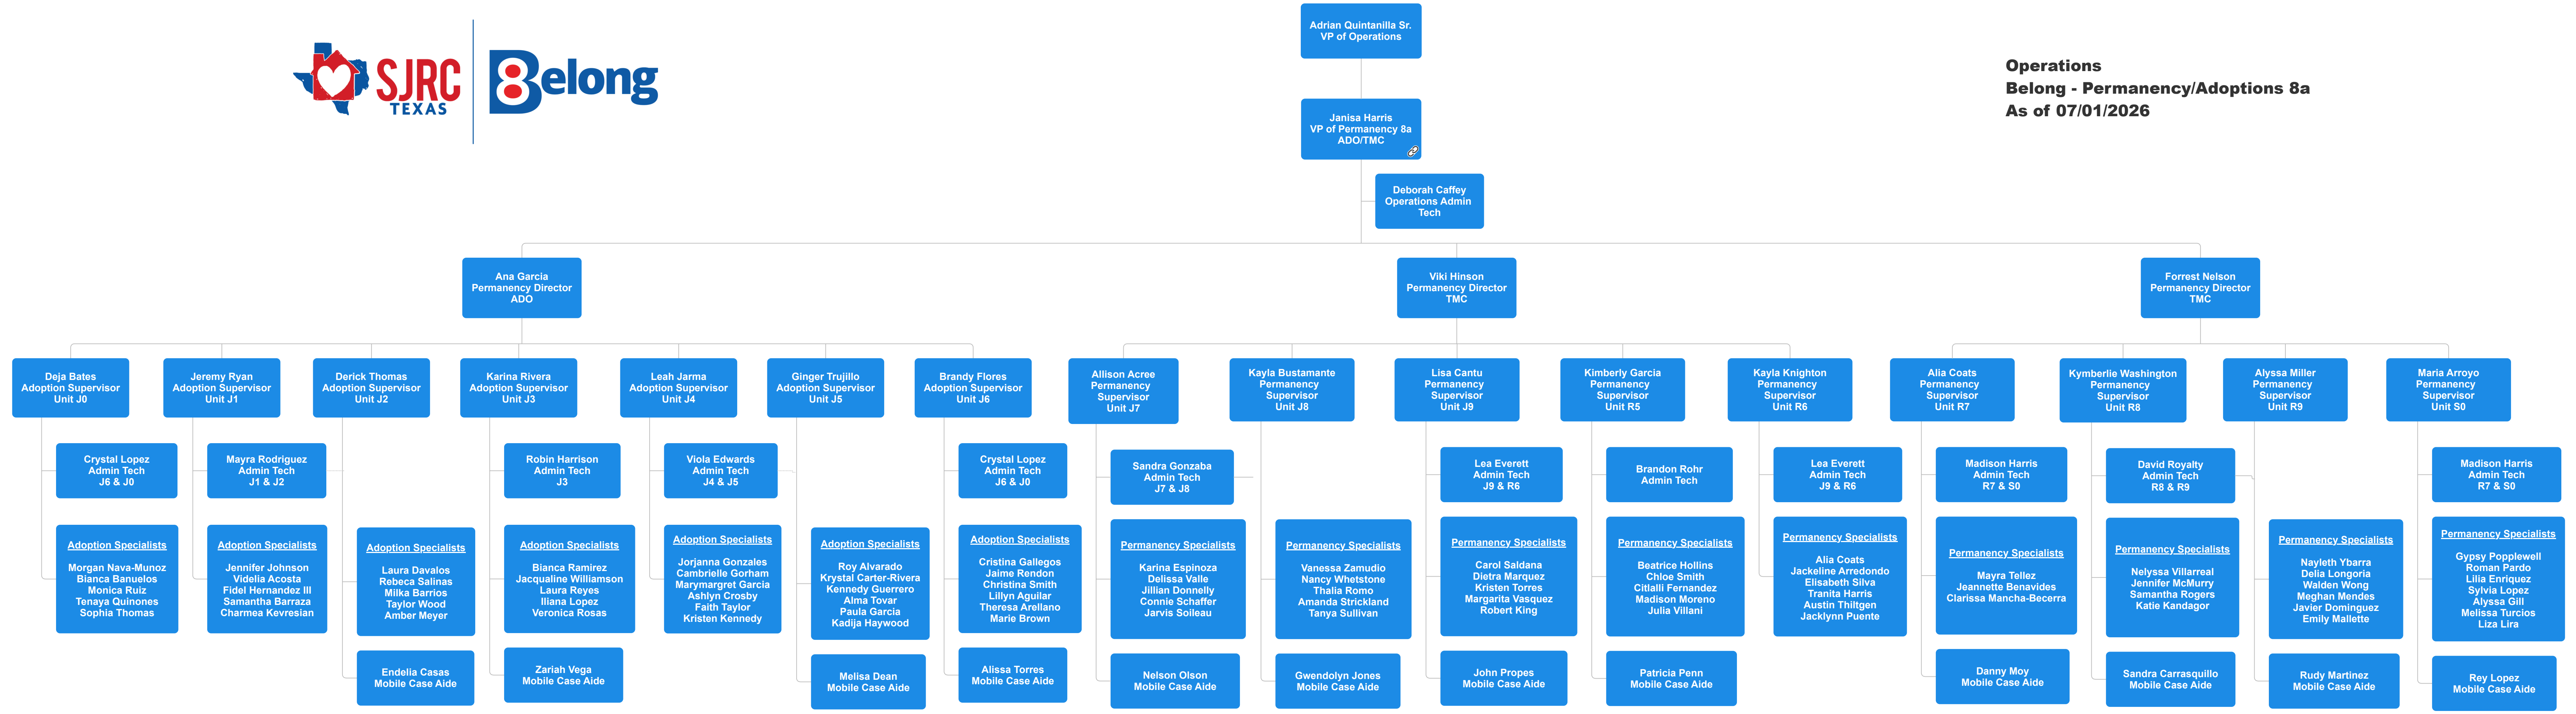 SJRC
TEXAS
Belong
Operations
Belong - Permanency/Adoptions 8a
As of 07/01/2026
Adrian Quintanilla Sr.
VP of Operations
Janisa Harris
VP of Permanency 8a
ADO/TMC
Deborah Caffey
Operations Admin
Tech
Ana Garcia
Permanency Director
ADO
Viki Hinson
Permanency Director
TMC
Forrest Nelson
Permanency Director
TMC
Deja Bates
Adoption Supervisor
Unit J0
Jeremy Ryan
Adoption Supervisor
Unit J1
Derick Thomas
Adoption Supervisor
Unit J2
Karina Rivera
Adoption Supervisor
Unit J3
Leah Jarma
Adoption Supervisor
Unit J4
Ginger Trujillo
Adoption Supervisor
Unit J5
Brandy Flores
Adoption Supervisor
Unit J6
Allison Acree
Permanency
Supervisor
Unit J7
Kayla Bustamante
Permanency
Supervisor
Unit J8
Lisa Cantu
Permanency
Supervisor
Unit J9
Kimberly Garcia
Permanency
Supervisor
Unit R5
Kayla Knighton
Permanency
Supervisor
Unit R6
Alia Coats
Permanency
Supervisor
Unit R7
Kymberlie Washington
Permanency
Supervisor
Unit R8
Alyssa Miller
Permanency
Supervisor
Unit R9
Maria Arroyo
Permanency
Supervisor
Unit S0
Crystal Lopez
Admin Tech
J6 & J0
Mayra Rodriguez
Admin Tech
J1 & J2
Robin Harrison
Admin Tech
J3
Viola Edwards
Admin Tech
J4 & J5
Crystal Lopez
Admin Tech
J6 & J0
Sandra Gonzaba
Admin Tech
J7 & J8
Lea Everett
Admin Tech
J9 & R6
Brandon Rohr
Admin Tech
Lea Everett
Admin Tech
J9 & R6
Madison Harris
Admin Tech
R7 & S0
David Royalty
Admin Tech
R8 & R9
Madison Harris
Admin Tech
R7 & S0
Adoption Specialists
Morgan Nava-Munoz
Bianca Banuelos
Monica Ruiz
Tenaya Quinones
Sophia Thomas
Adoption Specialists
Jennifer Johnson
Videlia Acosta
Fidel Hernandez III
Samantha Barraza
Charmea Kevresian
Adoption Specialists
Laura Davalos
Rebeca Salinas
Milka Barrios
Taylor Wood
Amber Meyer
Adoption Specialists
Bianca Ramirez
Jacqualine Williamson
Laura Reyes
Iliana Lopez
Veronica Rosas
Adoption Specialists
Jorjanna Gonzales
Cambrielle Gorham
Marymargret Garcia
Ashlyn Crosby
Faith Taylor
Kristen Kennedy
Adoption Specialists
Roy Alvarado
Krystal Carter-Rivera
Kennedy Guerrero
Alma Tovar
Paula Garcia
Kadija Haywood
Adoption Specialists
Cristina Gallegos
Jaime Rendon
Christina Smith
Lillyn Aguilar
Theresa Arellano
Marie Brown
Permanency Specialists
Karina Espinoza
Delissa Valle
Jillian Donnelly
Connie Schaffer
Jarvis Soileau
Permanency Specialists
Vanessa Zamudio
Nancy Whetstone
Thalia Romo
Amanda Strickland
Tanya Sullivan
Permanency Specialists
Carol Saldana
Dietra Marquez
Kristen Torres
Margarita Vasquez
Robert King
Permanency Specialists
Beatrice Hollins
Chloe Smith
Citlalli Fernandez
Madison Moreno
Julia Villani
Permanency Specialists
Alia Coats
Jackeline Arredondo
Elisabeth Silva
Tranita Harris
Austin Thiltgen
Jacklynn Puente
Permanency Specialists
Mayra Tellez
Jeannette Benavides
Clarissa Mancha-Becerra
Permanency Specialists
Nelyssa Villarreal
Jennifer McMurry
Samantha Rogers
Katie Kandagor
Permanency Specialists
Nayleth Ybarra
Delia Longoria
Walden Wong
Meghan Mendes
Javier Dominguez
Emily Mallette
Permanency Specialists
Gypsy Popplewell
Roman Pardo
Lilia Enriquez
Sylvia Lopez
Alyssa Gill
Melissa Turcios
Liza Lira
Endelia Casas
Mobile Case Aide
Zariah Vega
Mobile Case Aide
Melisa Dean
Mobile Case Aide
Alissa Torres
Mobile Case Aide
Nelson Olson
Mobile Case Aide
Gwendolyn Jones
Mobile Case Aide
John Propes
Mobile Case Aide
Patricia Penn
Mobile Case Aide
Danny Moy
Mobile Case Aide
Sandra Carrasquillo
Mobile Case Aide
Rudy Martinez
Mobile Case Aide
Rey Lopez
Mobile Case Aide